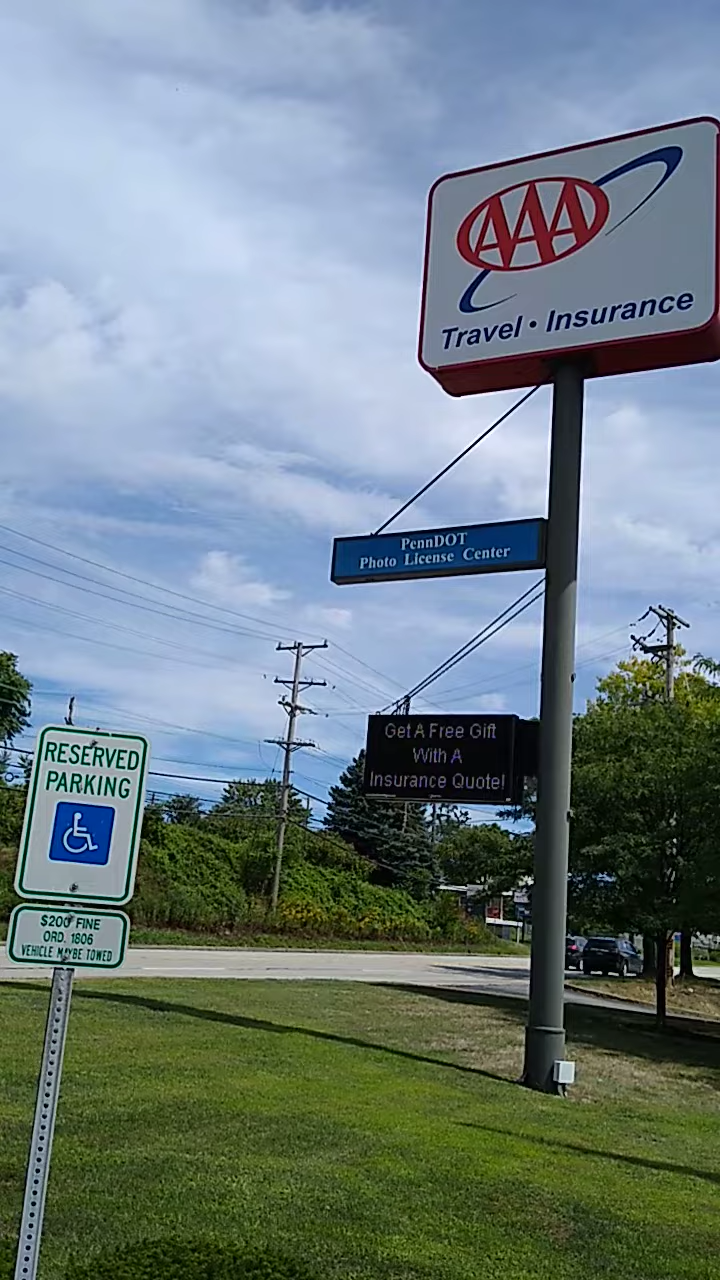 AAA
Travel • Insurance
PennDOT
Photo License Center
Get A Free Gift
With A
Insurance Quote!
RESERVED
PARKING
$200 FINE
ORD. 1806
VEHICLE MAYBE TOWED